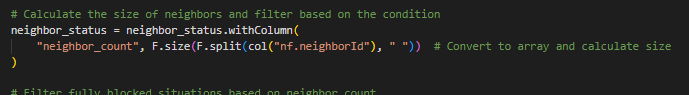 # Calculate the size of neighbors and filter based on the condition
neighbor_status = neighbor_status.withColumn(
    "neighbor_count", F.size(F.split(col("nf.neighborId"), " "))  # Convert to array and calculate size
)
# Filter fully blocked situations based on neighbor count